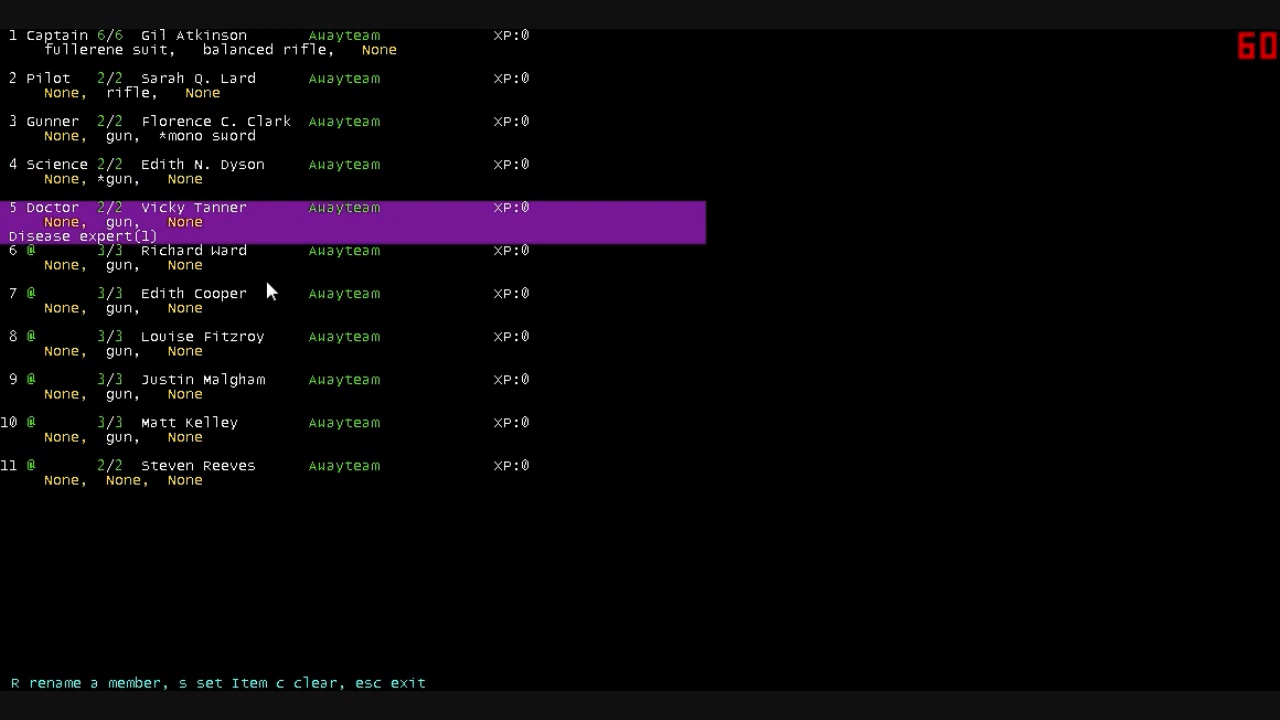 1 Captain 6/6 Gil Atkinson Awayteam XP:0
fullerene suit, balanced rifle, None
60
2 Pilot 2/2 Sarah Q. Lard Awayteam XP:0
None, rifle, None
3 Gunner 2/2 Florence C. Clark Awayteam XP:0
None, gun, *mono sword
4 Science 2/2 Edith N. Dyson Awayteam XP:0
None, *gun, None
5 Doctor 2/2 Vicky Tanner Awayteam XP:0
None, gun, None
Disease expert(1)
6 @ 3/3 Richard Ward Awayteam XP:0
None, gun, None
7 @ 3/3 Edith Cooper Awayteam XP:0
None, gun, None
8 @ 3/3 Louise Fitzroy Awayteam XP:0
None, gun, None
9 @ 3/3 Justin Malgham Awayteam XP:0
None, gun, None
10 @ 3/3 Matt Kelley Awayteam XP:0
None, gun, None
11 @ 2/2 Steven Reeves Awayteam XP:0
None, None, None
R rename a member, s set Item c clear, esc exit